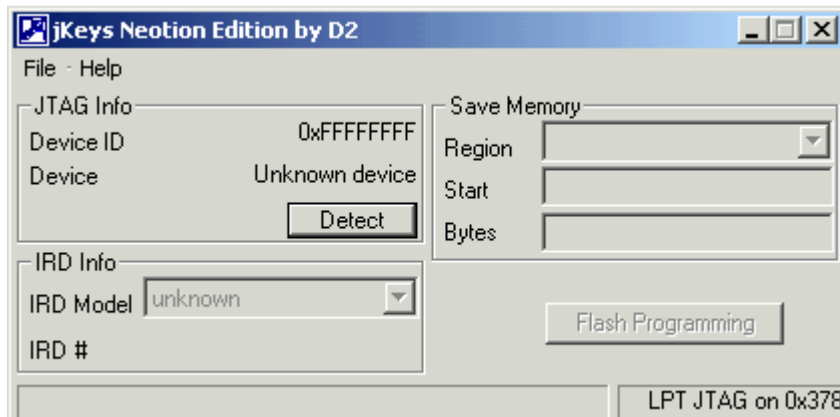 jKeys Neotion Edition by D2
File - Help
JTAG Info
Device ID 0xFFFFFFFF
Device Unknown device
Detect
Save Memory
Region
Start
Bytes
IRD Info
IRD Model unknown
IRD #
Flash Programming
LPT JTAG on 0x378